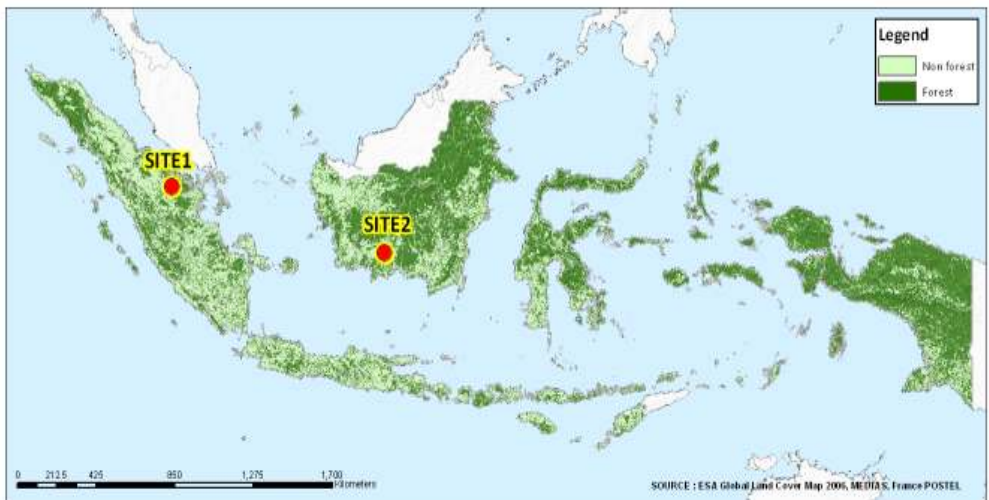 Legend
Non forest
Forest
SITE1
SITE2
0 212.5 425 850 1,275 1,700
Kilometers
SOURCE : ESA Global Land Cover Map 2006, MEDIAS, France POSTEL